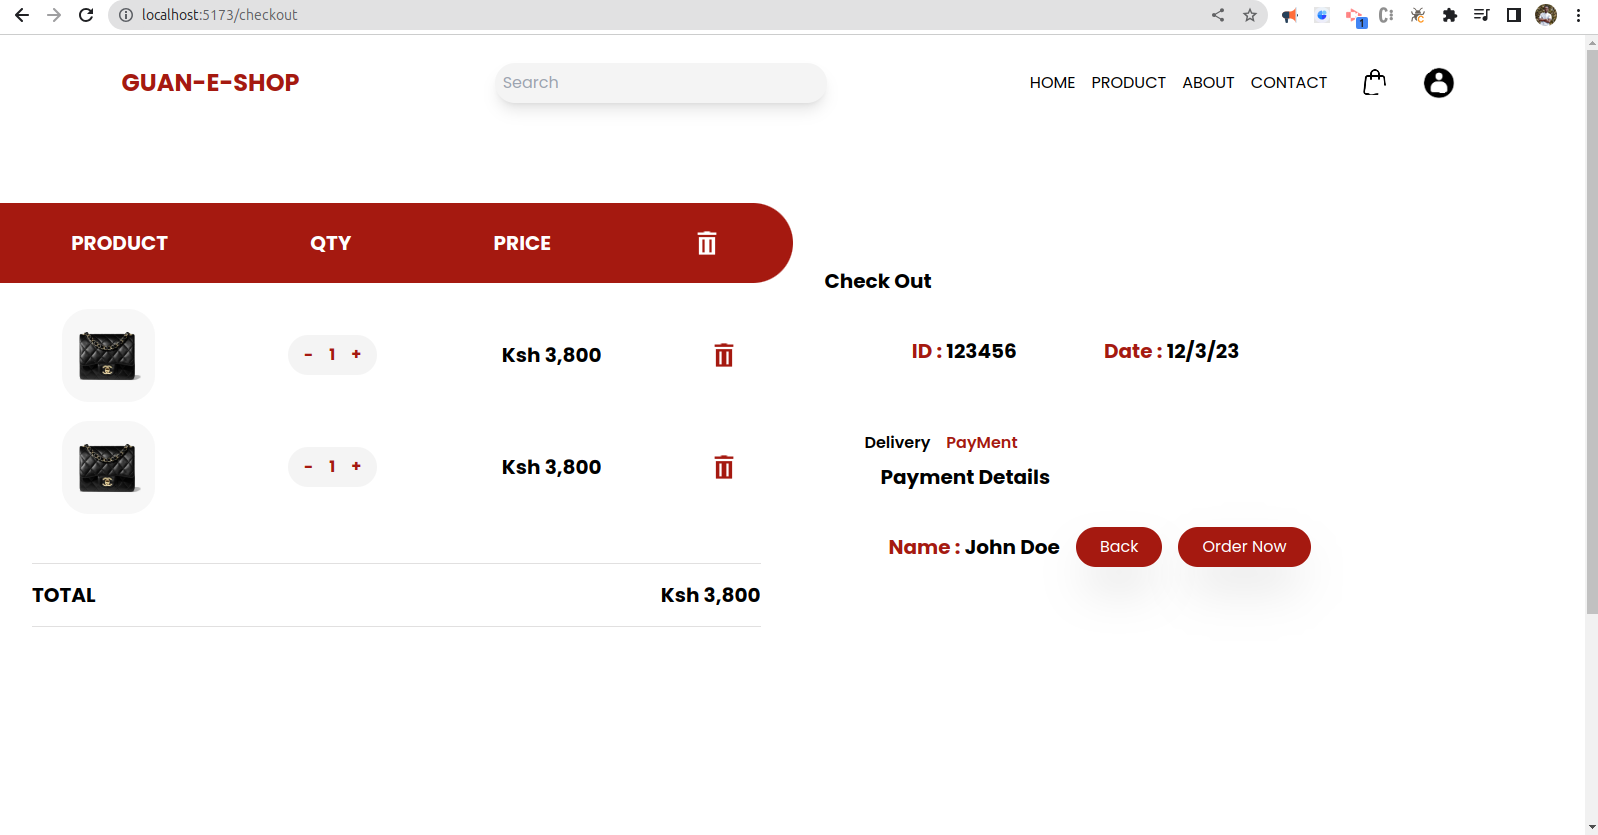 localhost:5173/checkout
1
GUAN-E-SHOP
Search
HOME PRODUCT ABOUT CONTACT
PRODUCT QTY PRICE
- 1 + Ksh 3,800
- 1 + Ksh 3,800
TOTAL Ksh 3,800
Check Out
ID : 123456 Date : 12/3/23
Delivery PayMent
Payment Details
Name : John Doe Back Order Now